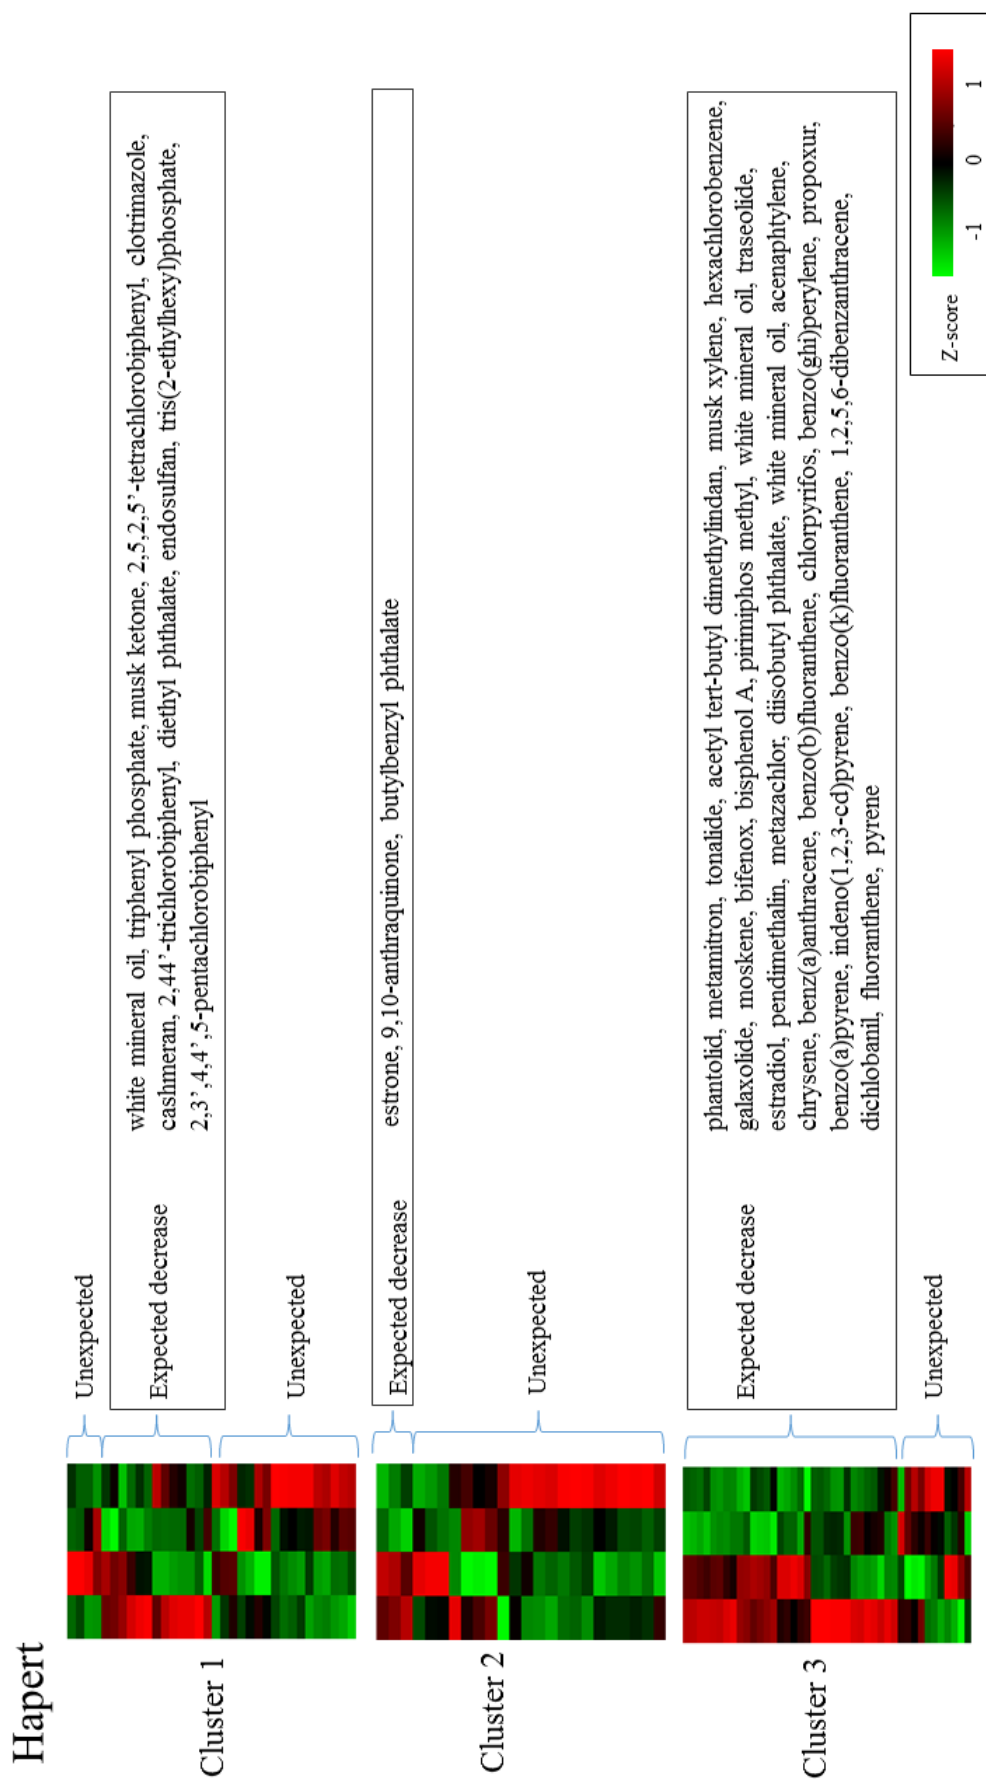 Hapert
Cluster 1
Unexpected
Expected decrease
white mineral oil, triphenyl phosphate, musk ketone, 2,5,2,5’-tetrachlorobiphenyl, clotrimazole,
cashmeran, 2,44’-trichlorobiphenyl, diethyl phthalate, endosulfan, tris(2-ethylhexyl)phosphate,
2,3’,4,4’,5-pentachlorobiphenyl
Unexpected
Cluster 2
Expected decrease
estrone, 9,10-anthraquinone, butylbenzyl phthalate
Unexpected
Cluster 3
Expected decrease
phantolid, metamitron, tonalide, acetyl tert-butyl dimethylindan, musk xylene, hexachlorobenzene,
galaxolide, moskene, bifenox, bisphenol A, pirimiphos methyl, white mineral oil, traseolide,
estradiol, pendimethalin, metazachlor, diisobutyl phthalate, white mineral oil, acenaphtylene,
chrysene, benz(a)anthracene, benzo(b)fluoranthene, chlorpyrifos, benzo(ghi)perylene, propoxur,
benzo(a)pyrene, indeno(1,2,3-cd)pyrene, benzo(k)fluoranthene, 1,2,5,6-dibenzanthracene,
dichlobanil, fluoranthene, pyrene
Unexpected
Z-score
-1 0 1